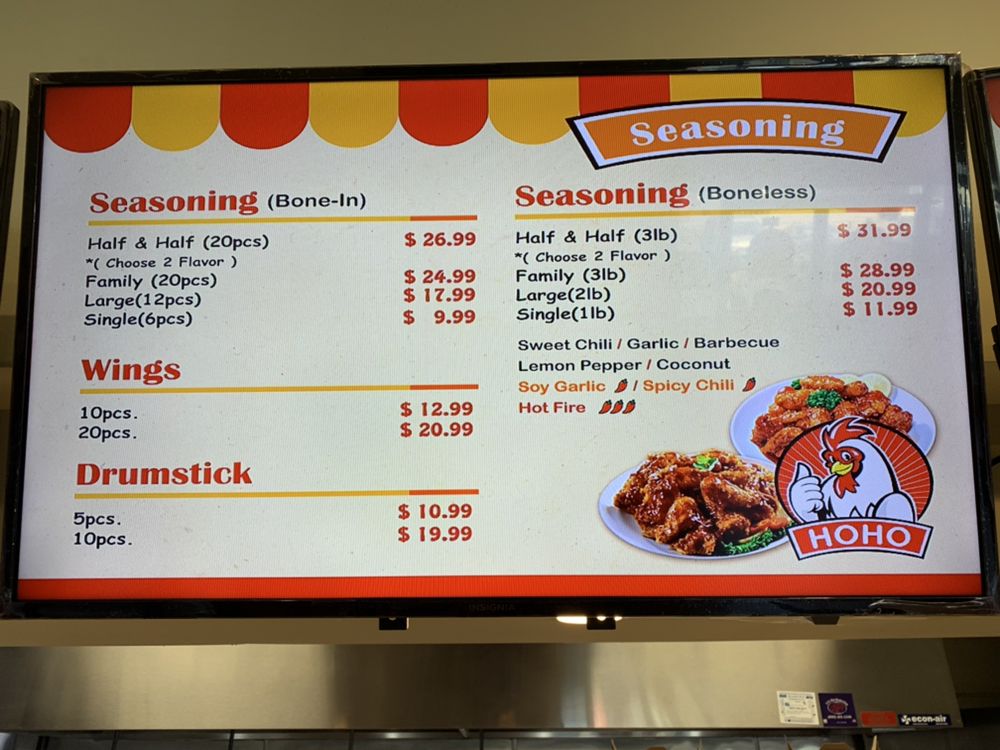 Seasoning
Seasoning (Bone-In)
Half & Half (20pcs) $ 26.99
*( Choose 2 Flavor )
Family (20pcs) $ 24.99
Large(12pcs) $ 17.99
Single(6pcs) $ 9.99
Wings
10pcs. $ 12.99
20pcs. $ 20.99
Drumstick
5pcs. $ 10.99
10pcs. $ 19.99
Seasoning (Boneless)
Half & Half (3lb) $ 31.99
*( Choose 2 Flavor )
Family (3lb) $ 28.99
Large(2lb) $ 20.99
Single(1lb) $ 11.99
Sweet Chili / Garlic / Barbecue
Lemon Pepper / Coconut
Soy Garlic / Spicy Chili
Hot Fire
HOHO
INSIGNIA
econ-air